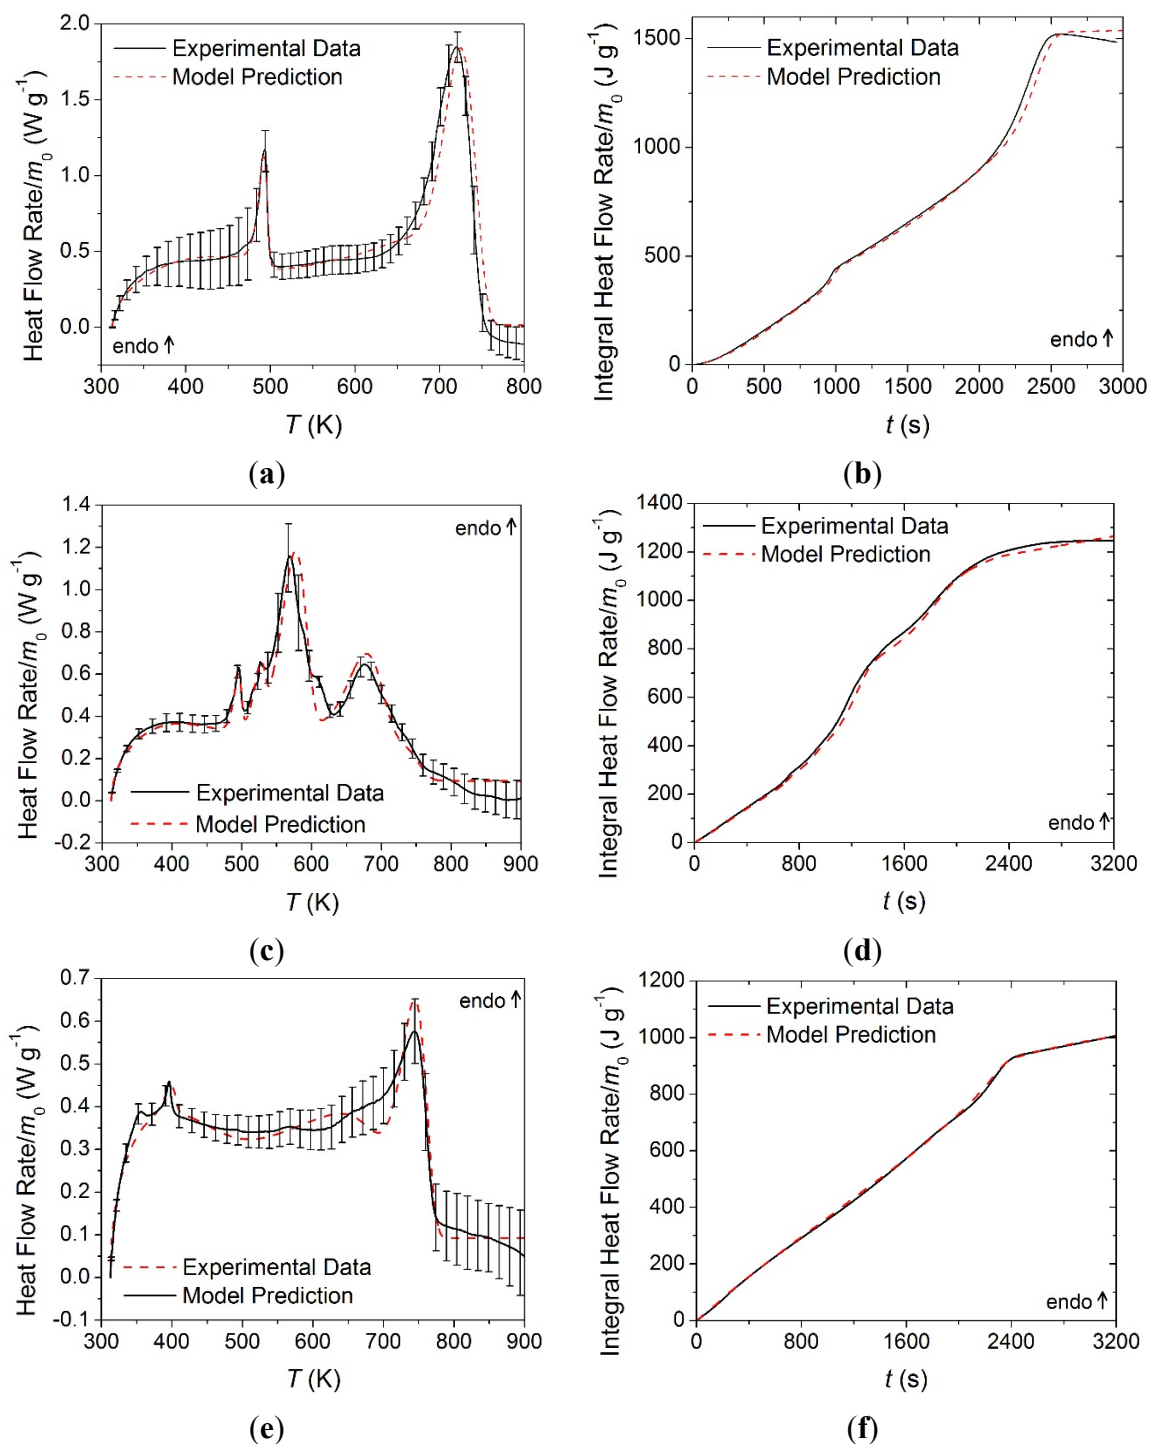 Heat Flow Rate/m₀ (W g⁻¹)
2.0
1.5
1.0
0.5
0.0
Experimental Data
Model Prediction
endo ↑
300 400 500 600 700 800
T (K)
(a)
Integral Heat Flow Rate/m₀ (J g⁻¹)
1500
1000
500
0
Experimental Data
Model Prediction
endo ↑
0 500 1000 1500 2000 2500 3000
t (s)
(b)
Heat Flow Rate/m₀ (W g⁻¹)
1.4
1.2
1.0
0.8
0.6
0.4
0.2
0.0
-0.2
endo ↑
Experimental Data
Model Prediction
300 400 500 600 700 800 900
T (K)
(c)
Integral Heat Flow Rate/m₀ (J g⁻¹)
1400
1200
1000
800
600
400
200
0
Experimental Data
Model Prediction
endo ↑
0 800 1600 2400 3200
t (s)
(d)
Heat Flow Rate/m₀ (W g⁻¹)
0.7
0.6
0.5
0.4
0.3
0.2
0.1
0.0
-0.1
endo ↑
Experimental Data
Model Prediction
300 400 500 600 700 800 900
T (K)
(e)
Integral Heat Flow Rate/m₀ (J g⁻¹)
1200
1000
800
600
400
200
0
Experimental Data
Model Prediction
endo ↑
0 800 1600 2400 3200
t (s)
(f)